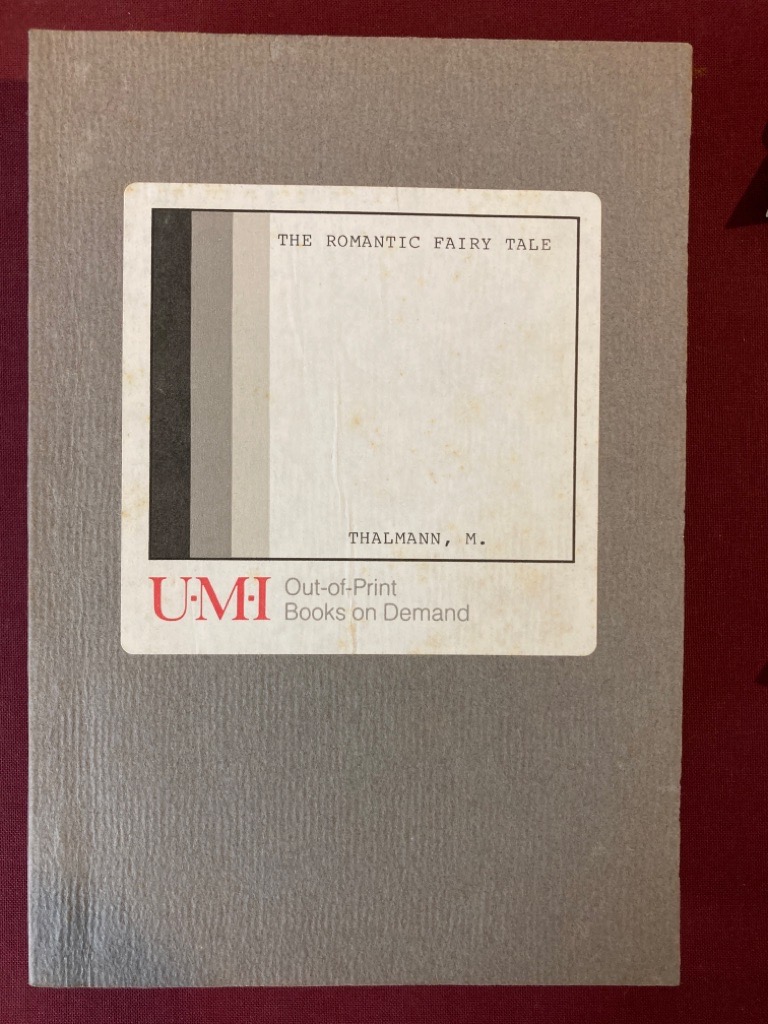 THE ROMANTIC FAIRY TALE
THALMANN, M.
U·M·I
Out-of-Print
Books on Demand